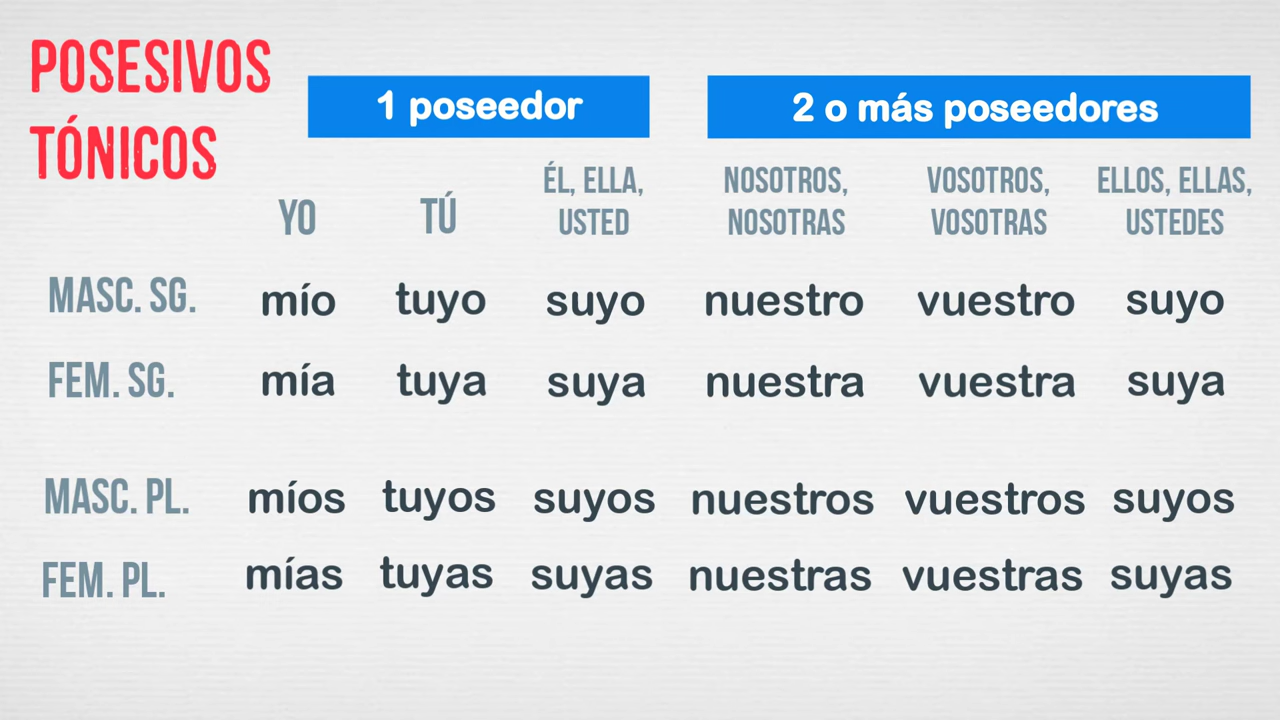 POSESIVOS
TÓNICOS
1 poseedor
2 o más poseedores
YO
TÚ
ÉL, ELLA,
USTED
NOSOTROS,
NOSOTRAS
VOSOTROS,
VOSOTRAS
ELLOS, ELLAS,
USTEDES
MASC. SG. mío tuyo suyo nuestro vuestro suyo
FEM. SG. mía tuya suya nuestra vuestra suya
MASC. PL. míos tuyos suyos nuestros vuestros suyos
FEM. PL. mías tuyas suyas nuestras vuestras suyas